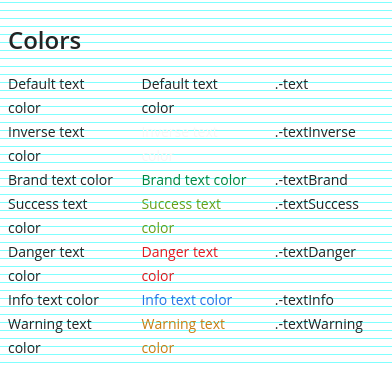 Colors
Default text Default text .-text
color color
Inverse text .-textInverse
color
Brand text color Brand text color .-textBrand
Success text Success text .-textSuccess
color color
Danger text Danger text .-textDanger
color color
Info text color Info text color .-textInfo
Warning text Warning text .-textWarning
color color